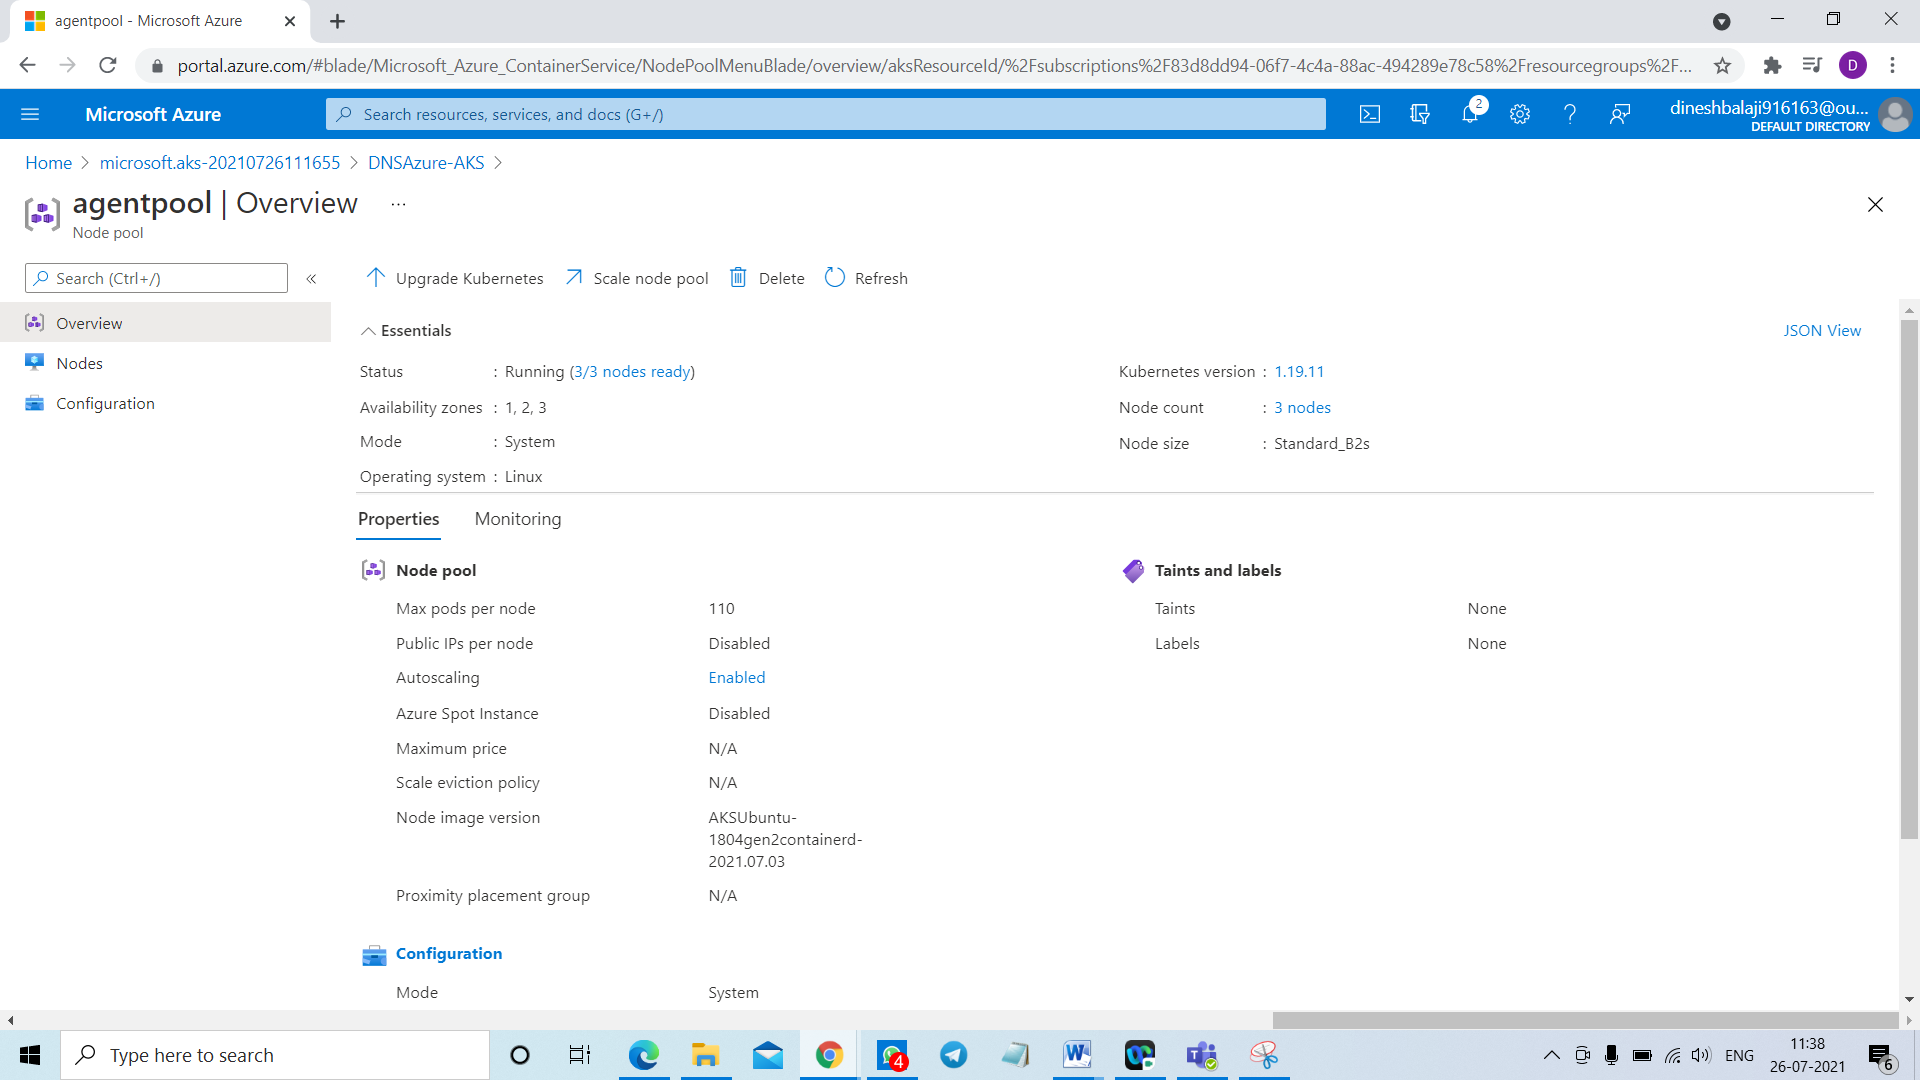 agentpool - Microsoft Azure
portal.azure.com/#blade/Microsoft_Azure_ContainerService/NodePoolMenuBlade/overview/aksResourceId/%2Fsubscriptions%2F83d8dd94-06f7-4c4a-88ac-494289e78c58%2Fresourcegroups%2F...
D
Microsoft Azure
Search resources, services, and docs (G+/)
2
dineshbalaji916163@ou...
DEFAULT DIRECTORY
Home > microsoft.aks-20210726111655 > DNSAzure-AKS >
agentpool | Overview ...
Node pool
Search (Ctrl+/)
«
Upgrade Kubernetes
Scale node pool
Delete
Refresh
Overview
Nodes
Configuration
Essentials
JSON View
Status : Running (3/3 nodes ready)
Kubernetes version : 1.19.11
Availability zones : 1, 2, 3
Node count : 3 nodes
Mode : System
Node size : Standard_B2s
Operating system : Linux
Properties
Monitoring
Node pool
Max pods per node 110
Public IPs per node Disabled
Autoscaling Enabled
Azure Spot Instance Disabled
Maximum price N/A
Scale eviction policy N/A
Node image version AKSUbuntu-
1804gen2containerd-
2021.07.03
Proximity placement group N/A
Taints and labels
Taints None
Labels None
Configuration
Mode System
Type here to search
4
ENG
11:38
26-07-2021
6